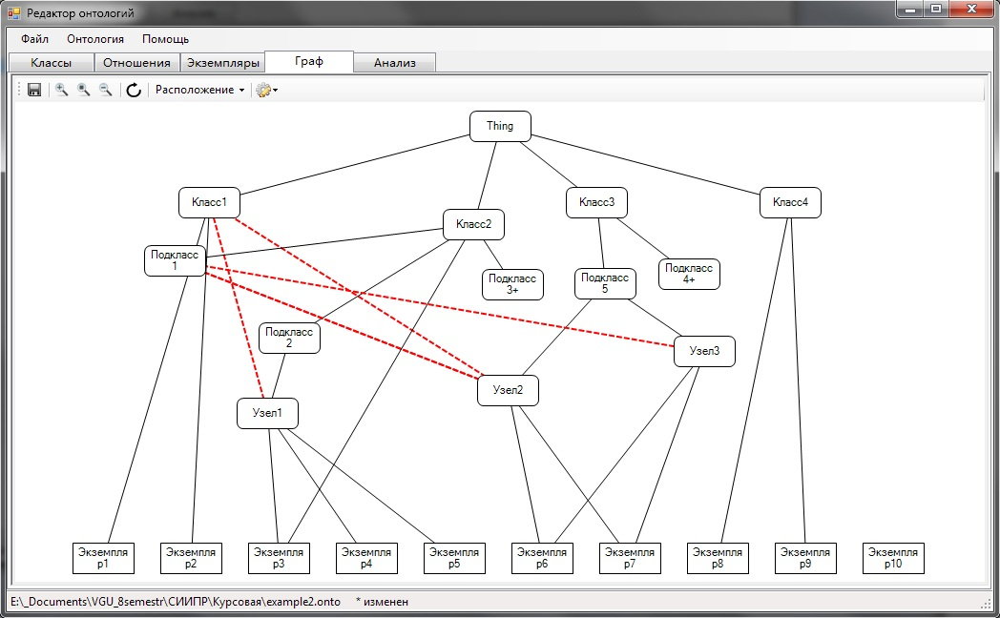 Редактор онтологий
Файл Онтология Помощь
Классы Отношения Экземпляры Граф Анализ
Расположение
Thing
Класс1
Класс3
Класс4
Класс2
Подкласс
1
Подкласс
3+
Подкласс
5
Подкласс
4+
Подкласс
2
Узел3
Узел2
Узел1
Экземпля
р1
Экземпля
р2
Экземпля
р3
Экземпля
р4
Экземпля
р5
Экземпля
р6
Экземпля
р7
Экземпля
р8
Экземпля
р9
Экземпля
р10
E:\_Documents\VGU_8semestr\СИИПР\Курсовая\example2.onto * изменен